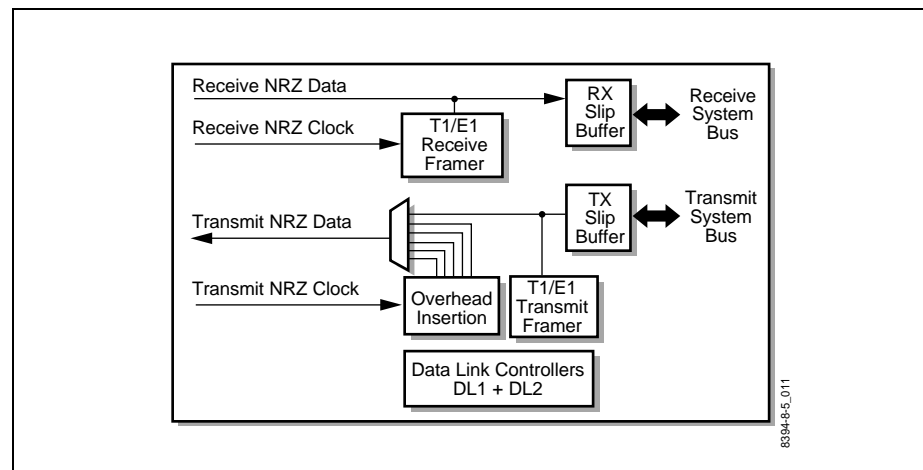 Receive NRZ Data
Receive NRZ Clock
T1/E1
Receive
Framer
RX
Slip
Buffer
Receive
System
Bus
Transmit NRZ Data
Transmit NRZ Clock
Overhead
Insertion
T1/E1
Transmit
Framer
TX
Slip
Buffer
Transmit
System
Bus
Data Link Controllers
DL1 + DL2
8394-8-5_011